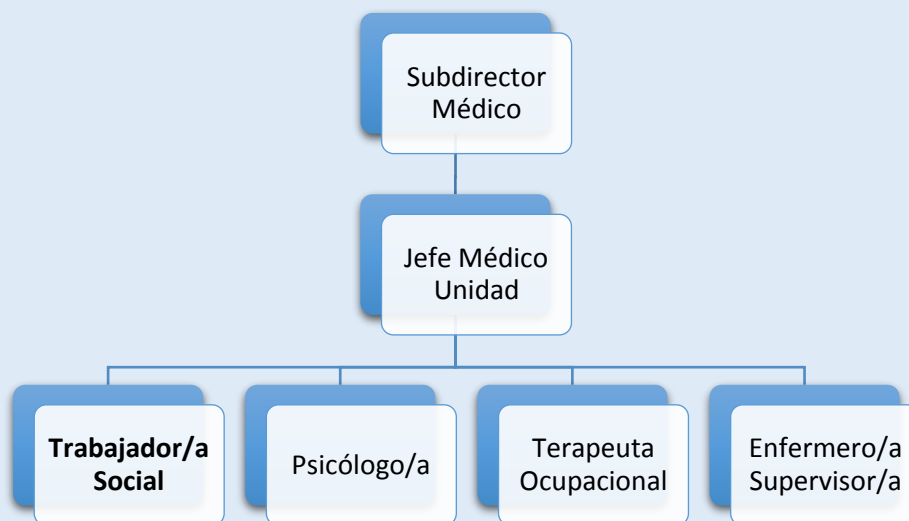 Subdirector
Médico
Jefe Médico
Unidad
Trabajador/a
Social
Psicólogo/a
Terapeuta
Ocupacional
Enfermero/a
Supervisor/a